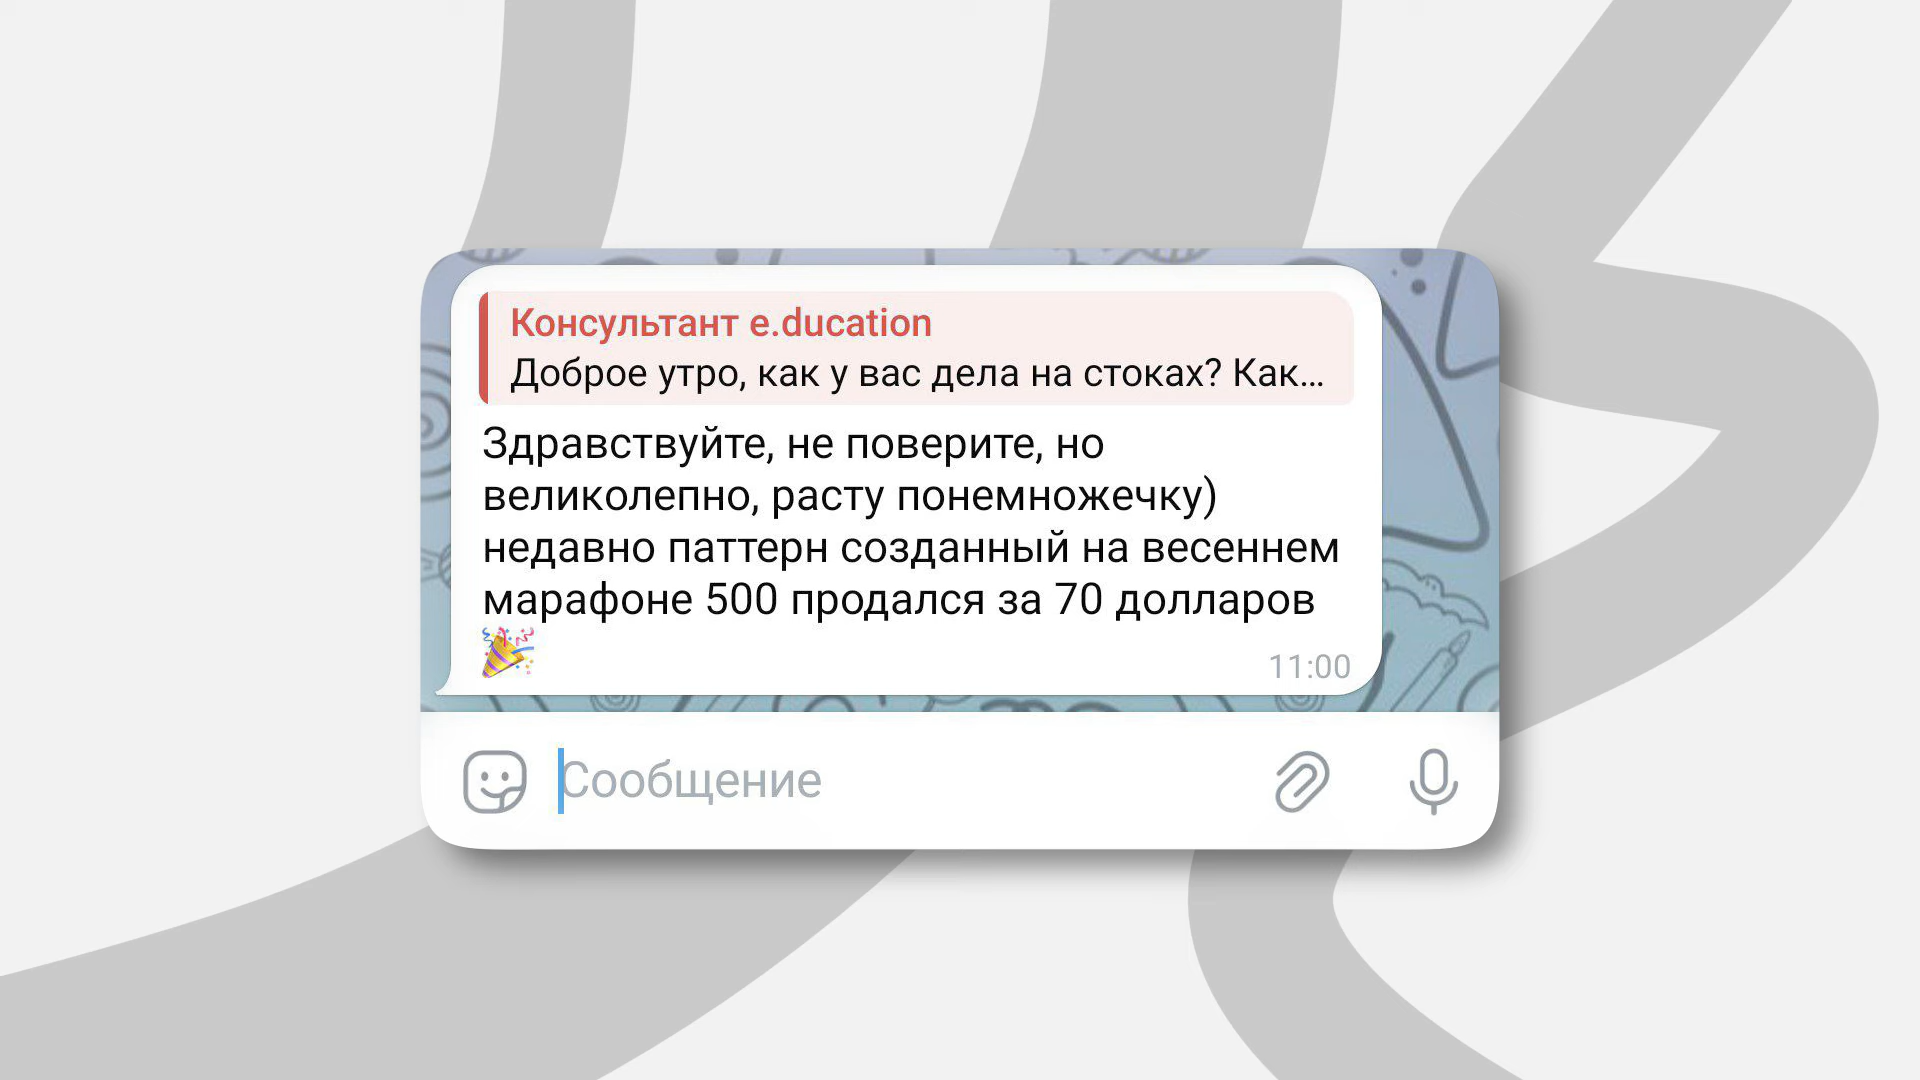 Консультант e.ducation
Доброе утро, как у вас дела на стоках? Как...
Здравствуйте, не поверите, но
великолепно, расту понемножечку)
недавно паттерн созданный на весеннем
марафоне 500 продался за 70 долларов
🎉
11:00
Сообщение